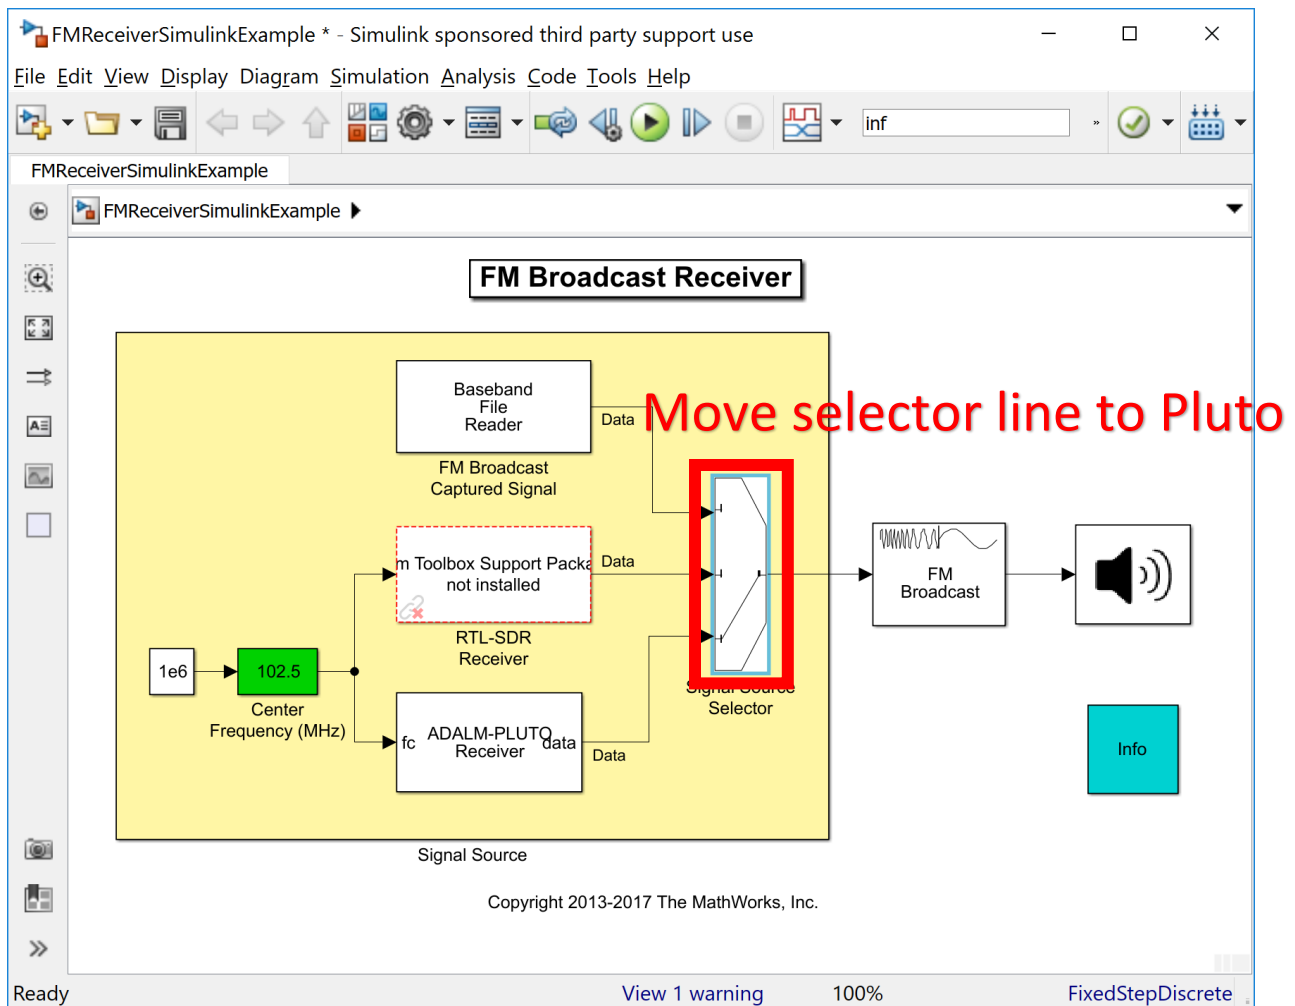 FMReceiverSimulinkExample * - Simulink sponsored third party support use
File Edit View Display Diagram Simulation Analysis Code Tools Help
inf
»
FMReceiverSimulinkExample
FMReceiverSimulinkExample
FM Broadcast Receiver
Baseband
File
Reader
Data
Move selector line to Pluto
FM Broadcast
Captured Signal
m Toolbox Support Packa
not installed
Data
RTL-SDR
Receiver
1e6
102.5
Center
Frequency (MHz)
fc
ADALM-PLUTO
Receiver
data
Data
Signal Source
Selector
FM
Broadcast
Info
Signal Source
Copyright 2013-2017 The MathWorks, Inc.
Ready
View 1 warning
100%
FixedStepDiscrete